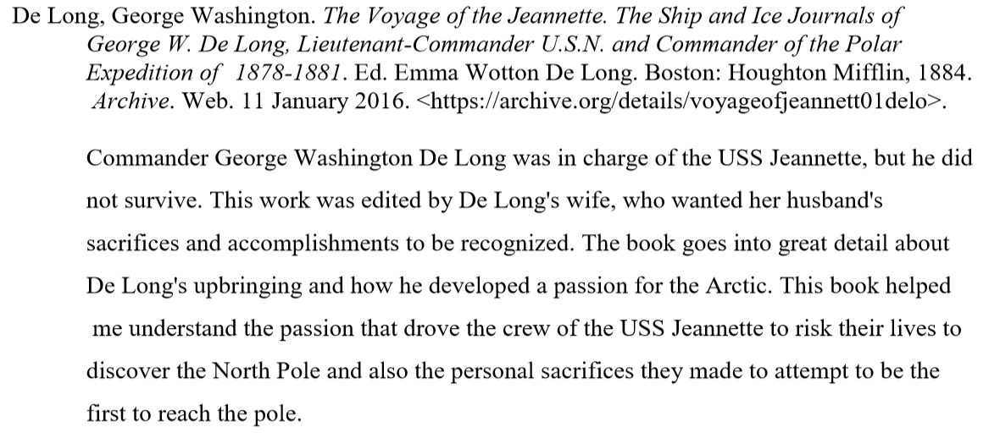 De Long, George Washington. The Voyage of the Jeannette. The Ship and Ice Journals of
George W. De Long, Lieutenant-Commander U.S.N. and Commander of the Polar
Expedition of 1878-1881. Ed. Emma Wotton De Long. Boston: Houghton Mifflin, 1884.
Archive. Web. 11 January 2016. <https://archive.org/details/voyageofjeannett01delo>.
Commander George Washington De Long was in charge of the USS Jeannette, but he did
not survive. This work was edited by De Long's wife, who wanted her husband's
sacrifices and accomplishments to be recognized. The book goes into great detail about
De Long's upbringing and how he developed a passion for the Arctic. This book helped
me understand the passion that drove the crew of the USS Jeannette to risk their lives to
discover the North Pole and also the personal sacrifices they made to attempt to be the
first to reach the pole.